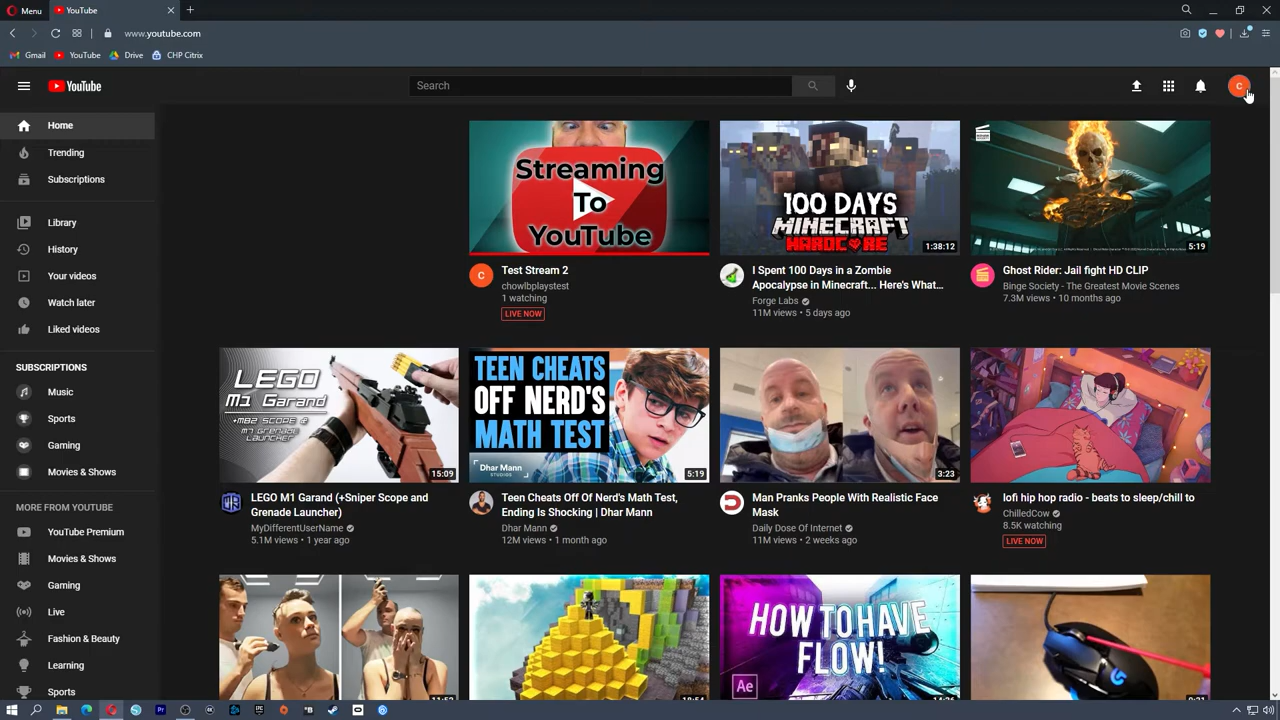 Menu
YouTube
www.youtube.com
Gmail
YouTube
Drive
CHP Citrix
YouTube
Search
C
Home
Trending
Subscriptions
Library
History
Your videos
Watch later
Liked videos
SUBSCRIPTIONS
Music
Sports
Gaming
Movies & Shows
MORE FROM YOUTUBE
YouTube Premium
Movies & Shows
Gaming
Live
Fashion & Beauty
Learning
Sports
Streaming
To
YouTube
C
Test Stream 2
chowlbplaystest
1 watching
LIVE NOW
100 DAYS
MINECRAFT
HARDCORE
1:38:12
I Spent 100 Days in a Zombie
Apocalypse in Minecraft... Here's What...
Forge Labs
11M views • 5 days ago
5:19
Ghost Rider: Jail fight HD CLIP
Binge Society - The Greatest Movie Scenes
7.3M views • 10 months ago
LEGO
M1 Garand
+M82 SCOPE &
M7 GRENADE
LAUNCHER
15:09
LEGO M1 Garand (+Sniper Scope and
Grenade Launcher)
MyDifferentUserName
5.1M views • 1 year ago
TEEN CHEATS
OFF NERD'S
MATH TEST
Dhar Mann
STUDIOS
5:19
Teen Cheats Off Of Nerd's Math Test,
Ending Is Shocking | Dhar Mann
Dhar Mann
12M views • 1 month ago
3:23
Man Pranks People With Realistic Face
Mask
Daily Dose Of Internet
11M views • 2 weeks ago
lofi hip hop radio - beats to sleep/chill to
ChilledCow
8.5K watching
LIVE NOW
HOW TO HAVE
FLOW!
Ae